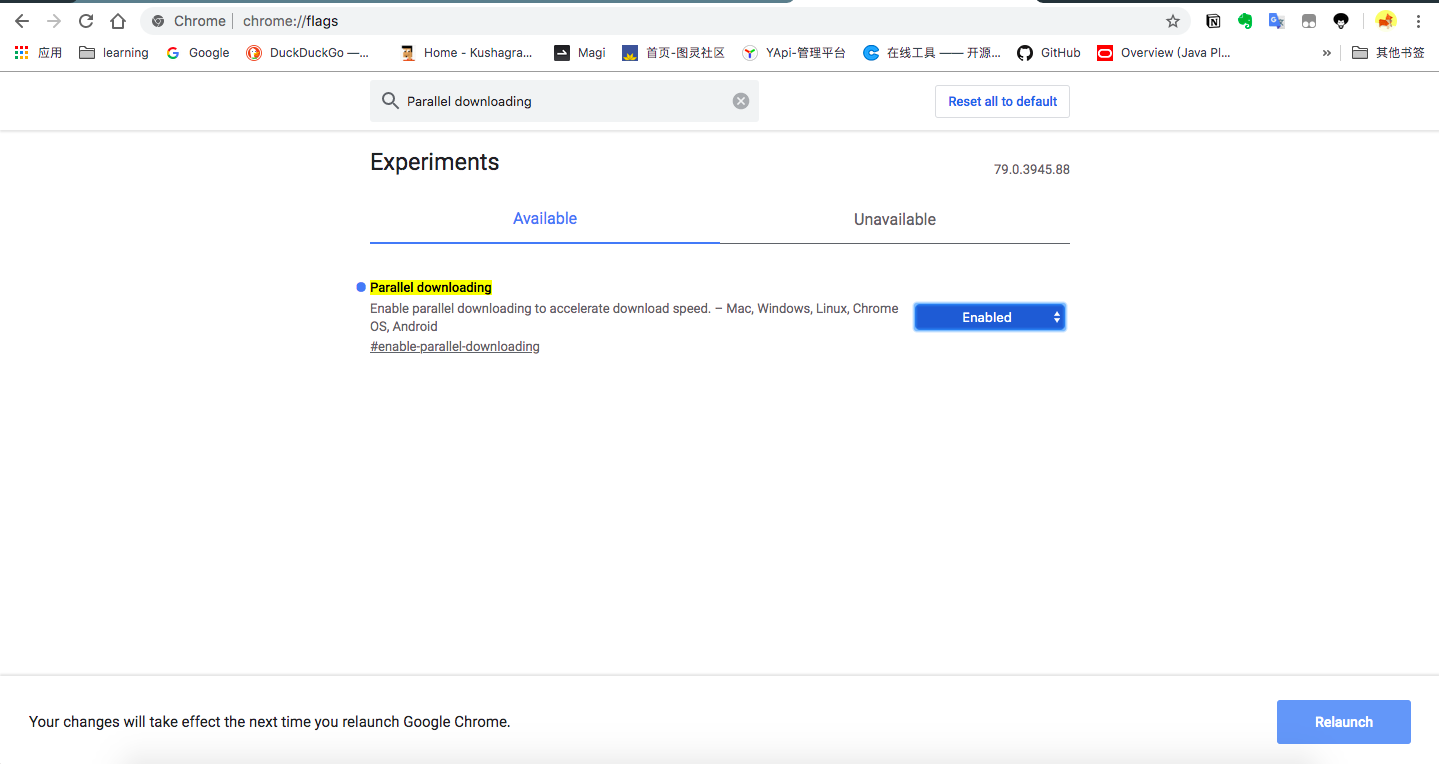 Chrome chrome://flags
应用 learning Google DuckDuckGo —... Home - Kushagra... Magi 首页-图灵社区 YApi-管理平台 在线工具 —— 开源... GitHub Overview (Java Pl... » 其他书签
Parallel downloading
Reset all to default
Experiments
79.0.3945.88
Available Unavailable
Parallel downloading
Enable parallel downloading to accelerate download speed. – Mac, Windows, Linux, Chrome
OS, Android
#enable-parallel-downloading
Enabled
Your changes will take effect the next time you relaunch Google Chrome.
Relaunch